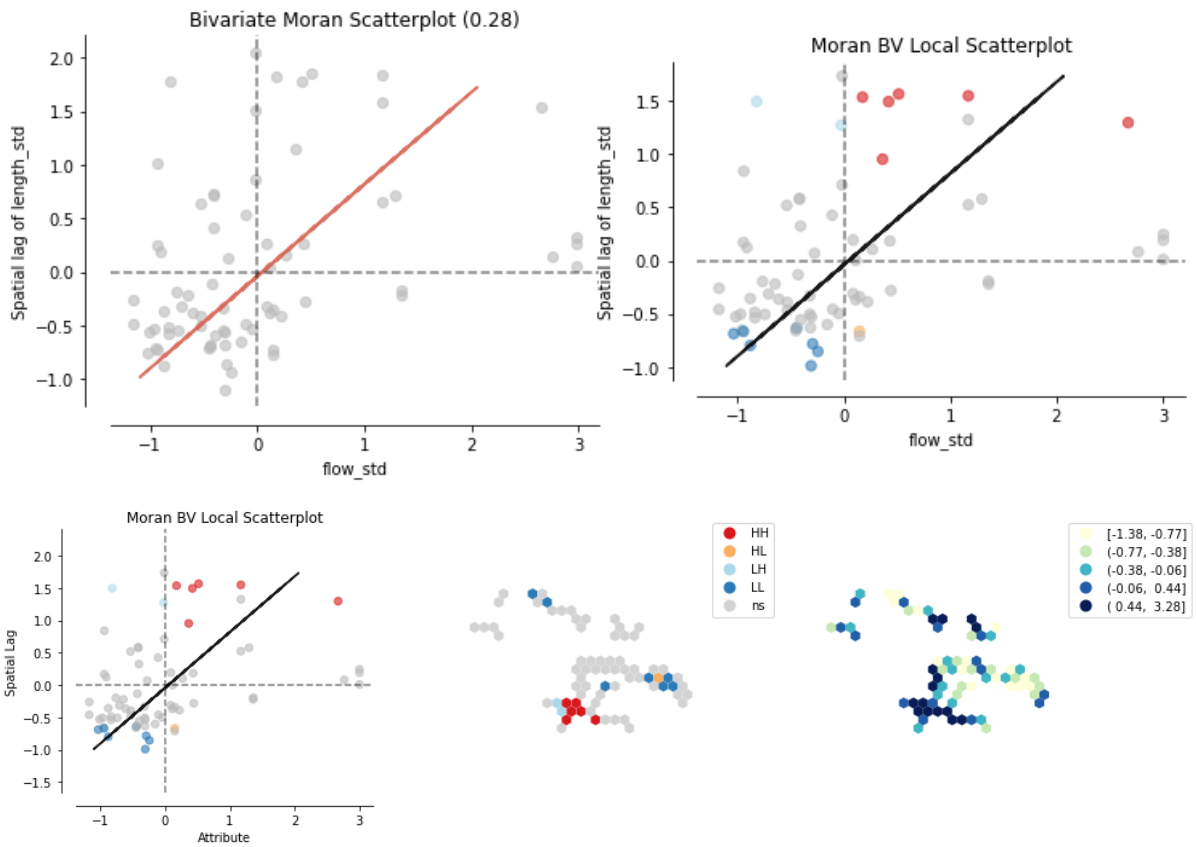 Bivariate Moran Scatterplot (0.28)
2.0
1.5
1.0
0.5
0.0
−0.5
−1.0
Spatial lag of length_std
−1
0
1
2
3
flow_std
Moran BV Local Scatterplot
1.5
1.0
0.5
0.0
−0.5
−1.0
Spatial lag of length_std
−1
0
1
2
3
flow_std
Moran BV Local Scatterplot
2.0
1.5
1.0
0.5
0.0
−0.5
−1.0
−1.5
Spatial Lag
−1
0
1
2
3
Attribute
HH
HL
LH
LL
ns
[-1.38, -0.77]
(-0.77, -0.38]
(-0.38, -0.06]
(-0.06, 0.44]
( 0.44, 3.28]